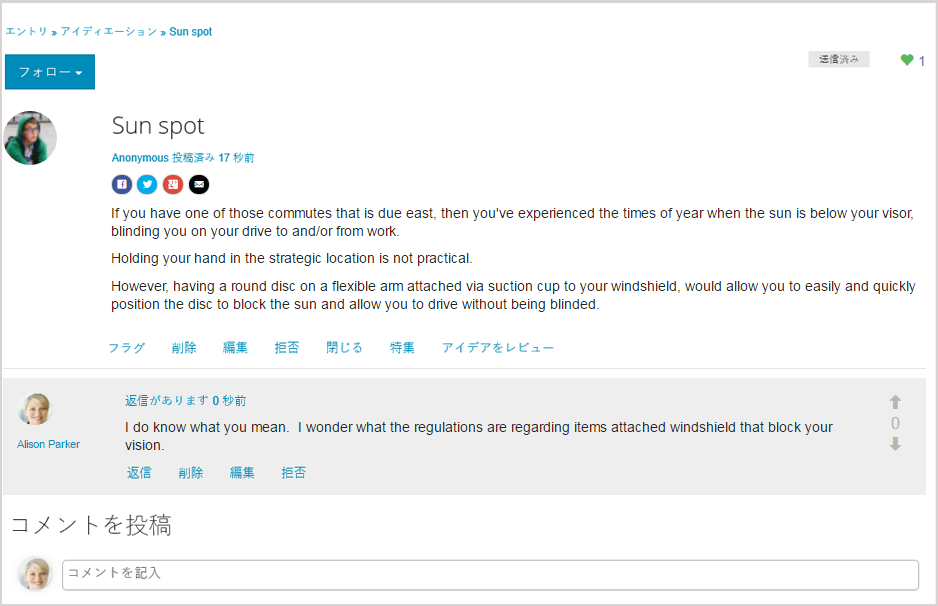 エントリ » アイディエーション » Sun spot
フォロー
送信済み
1
Sun spot
Anonymous 投稿済み 17 秒前
If you have one of those commutes that is due east, then you've experienced the times of year when the sun is below your visor,
blinding you on your drive to and/or from work.
Holding your hand in the strategic location is not practical.
However, having a round disc on a flexible arm attached via suction cup to your windshield, would allow you to easily and quickly
position the disc to block the sun and allow you to drive without being blinded.
フラグ 削除 編集 拒否 閉じる 特集 アイデアをレビュー
返信があります 0 秒前
I do know what you mean.  I wonder what the regulations are regarding items attached windshield that block your
vision.
0
Alison Parker
返信 削除 編集 拒否
コメントを投稿
コメントを記入